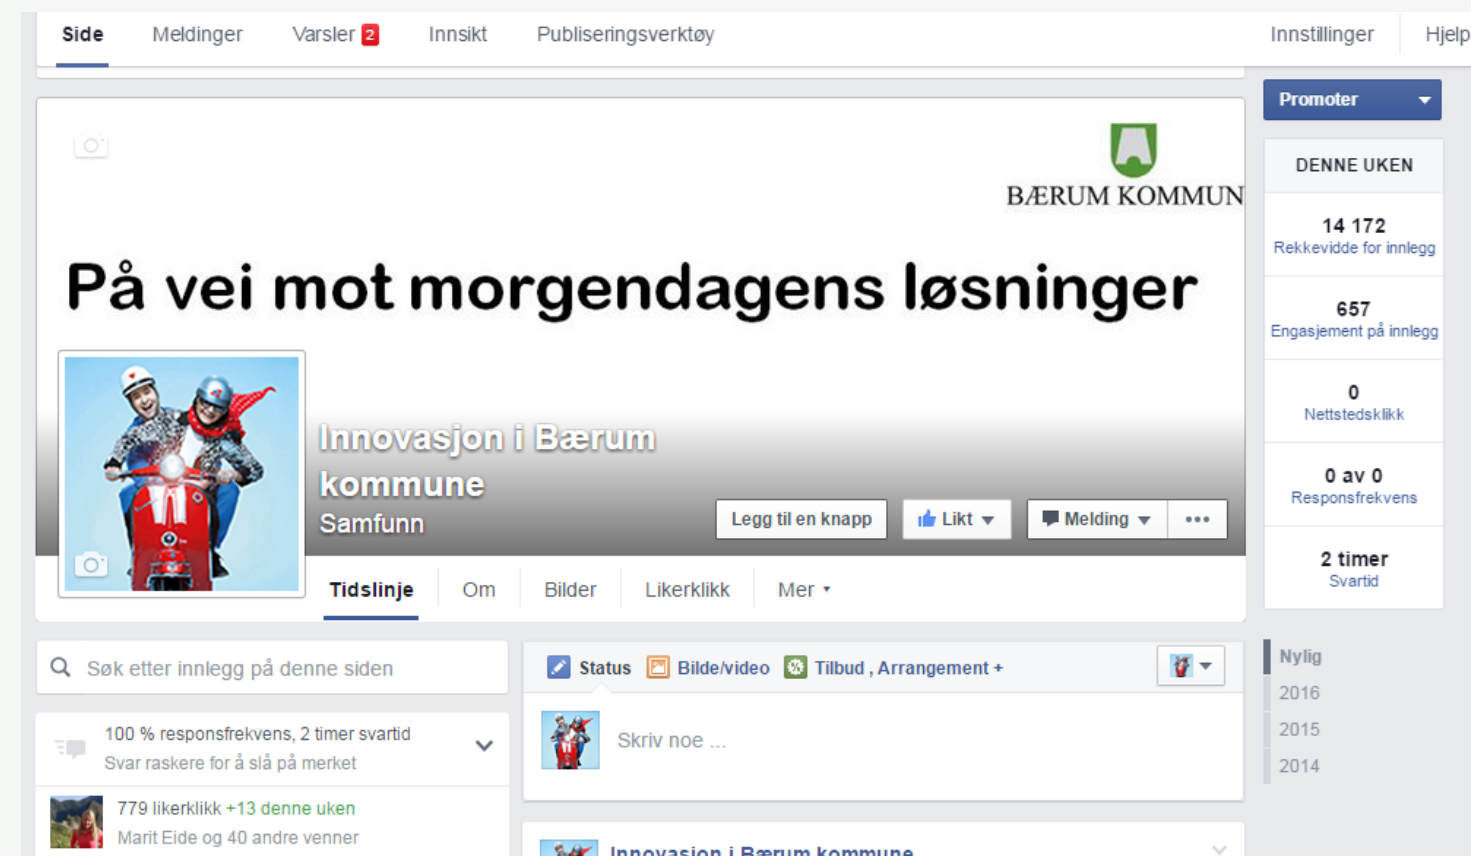 Side Meldinger Varsler 2 Innsikt Publiseringsverktøy Innstillinger Hjelp
BÆRUM KOMMUN
På vei mot morgendagens løsninger
Innovasjon i Bærum
kommune
Samfunn
Legg til en knapp Likt Melding •••
Tidslinje Om Bilder Likerklikk Mer
Promoter
DENNE UKEN
14 172
Rekkevidde for innlegg
657
Engasjement på innlegg
0
Nettstedsklikk
0 av 0
Responsfrekvens
2 timer
Svartid
Søk etter innlegg på denne siden
100 % responsfrekvens, 2 timer svartid
Svar raskere for å slå på merket
779 likerklikk +13 denne uken
Marit Eide og 40 andre venner
Status Bilde/video Tilbud , Arrangement +
Skriv noe ...
Innovasjon i Bærum kommune
Nylig
2016
2015
2014